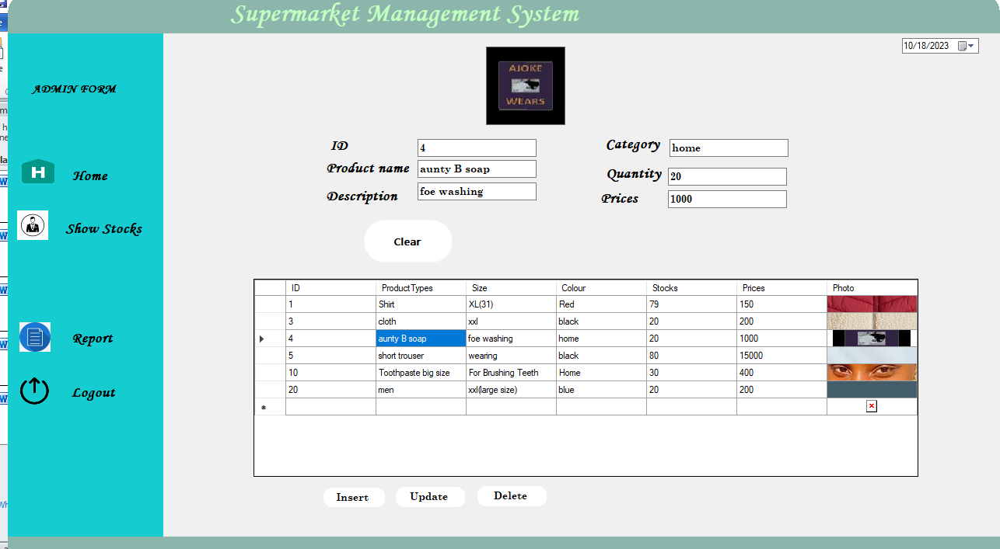 Supermarket Management System
10/18/2023
ADMIN FORM
AJOKE
WEARS
ID 4 Category home
Product name aunty B soap Quantity 20
Description foe washing Prices 1000
H Home
Show Stocks
Clear
ID ProductTypes Size Colour Stocks Prices Photo
1 Shirt XL(31) Red 79 150
3 cloth xxl black 20 200
4 aunty B soap foe washing home 20 1000
5 short trouser wearing black 80 15000
10 Toothpaste big size For Brushing Teeth Home 30 400
20 men xxl(large size) blue 20 200
Report
Logout
Insert Update Delete